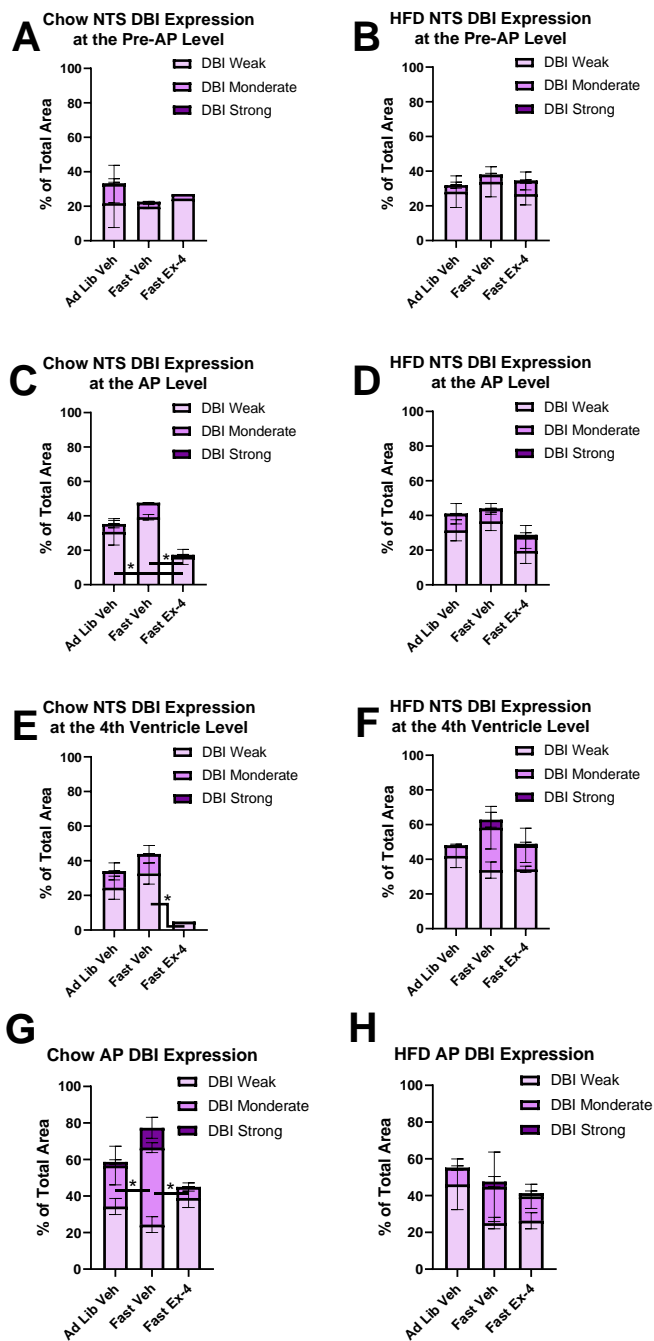 A
Chow NTS DBI Expression
at the Pre-AP Level
DBI Weak
DBI Monderate
DBI Strong
% of Total Area
100
80
60
40
20
0
Ad Lib Veh
Fast Veh
Fast Ex-4
B
HFD NTS DBI Expression
at the Pre-AP Level
DBI Weak
DBI Monderate
DBI Strong
% of Total Area
100
80
60
40
20
0
Ad Lib Veh
Fast Veh
Fast Ex-4
C
Chow NTS DBI Expression
at the AP Level
DBI Weak
DBI Monderate
DBI Strong
% of Total Area
100
80
60
40
20
0
*
*
Ad Lib Veh
Fast Veh
Fast Ex-4
D
HFD NTS DBI Expression
at the AP Level
DBI Weak
DBI Monderate
DBI Strong
% of Total Area
100
80
60
40
20
0
Ad Lib Veh
Fast Veh
Fast Ex-4
E
Chow NTS DBI Expression
at the 4th Ventricle Level
DBI Weak
DBI Monderate
DBI Strong
% of Total Area
100
80
60
40
20
0
*
Ad Lib Veh
Fast Veh
Fast Ex-4
F
HFD NTS DBI Expression
at the 4th Ventricle Level
DBI Weak
DBI Monderate
DBI Strong
% of Total Area
100
80
60
40
20
0
Ad Lib Veh
Fast Veh
Fast Ex-4
G
Chow AP DBI Expression
DBI Weak
DBI Monderate
DBI Strong
% of Total Area
100
80
60
40
20
0
*
*
Ad Lib Veh
Fast Veh
Fast Ex-4
H
HFD AP DBI Expression
DBI Weak
DBI Monderate
DBI Strong
% of Total Area
100
80
60
40
20
0
Ad Lib Veh
Fast Veh
Fast Ex-4